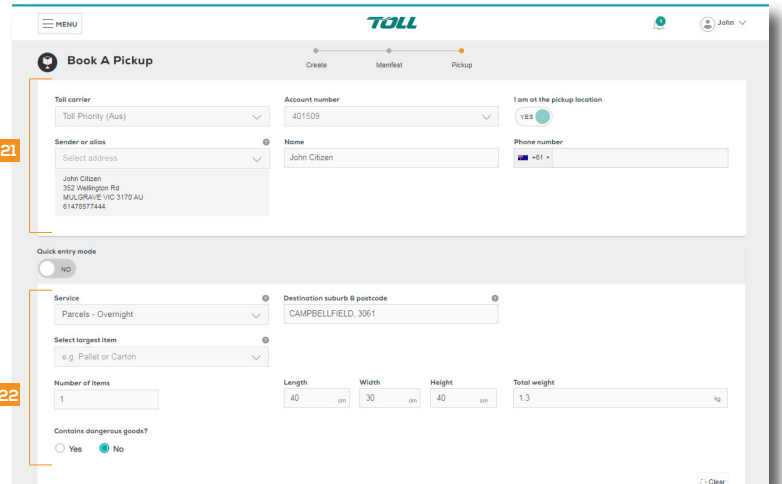 MENU
TOLL
1
John
Book A Pickup
Create Manifest Pickup
21
Toll carrier Account number I am at the pickup location
Toll Priority (Aus) 401509 YES
Sender or alias ? Name Phone number
Select address John Citizen +61
John Citizen
352 Wellington Rd
MULGRAVE VIC 3170 AU
61478577444
Quick entry mode
NO
22
Service ? Destination suburb & postcode ?
Parcels - Overnight CAMPBELLFIELD, 3061
Select largest item ?
e.g. Pallet or Carton
Number of items Length Width Height Total weight
1 40 cm 30 cm 40 cm 1.3 kg
Contains dangerous goods?
Yes No
Clear